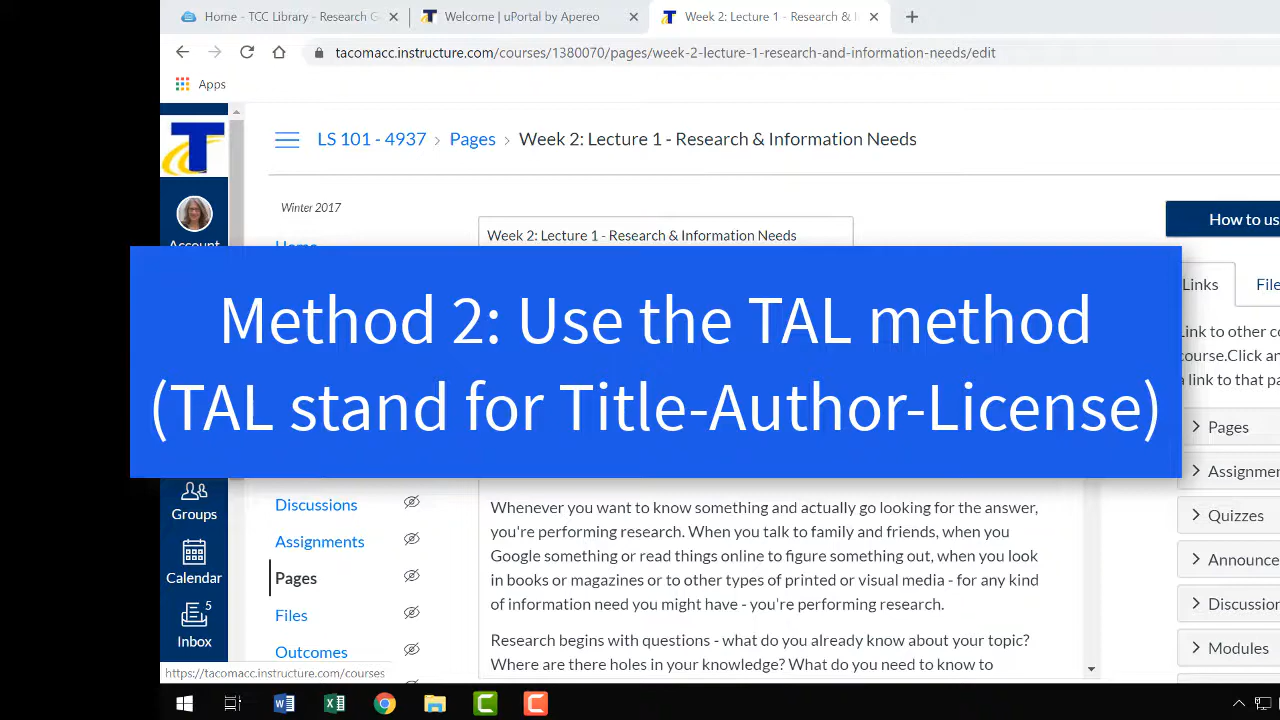 Home - TCC Library - Research G
Welcome | uPortal by Apereo
Week 2: Lecture 1 - Research & I
tacomacc.instructure.com/courses/1380070/pages/week-2-lecture-1-research-and-information-needs/edit
Apps
LS 101 - 4937 › Pages › Week 2: Lecture 1 - Research & Information Needs
Winter 2017
How to us
Week 2: Lecture 1 - Research & Information Needs
Account
Home
Links
File
Method 2: Use the TAL method
(TAL stand for Title-Author-License)
Link to other co
course.Click an
a link to that pa
Pages
Assignmen
Quizzes
Announce
Discussion
Modules
Groups
Calendar
5
Inbox
Discussions
Assignments
Pages
Files
Outcomes
Whenever you want to know something and actually go looking for the answer,
you're performing research. When you talk to family and friends, when you
Google something or read things online to figure something out, when you look
in books or magazines or to other types of printed or visual media - for any kind
of information need you might have - you're performing research.
Research begins with questions - what do you already know about your topic?
Where are there holes in your knowledge? What do you need to know to
https://tacomacc.instructure.com/courses